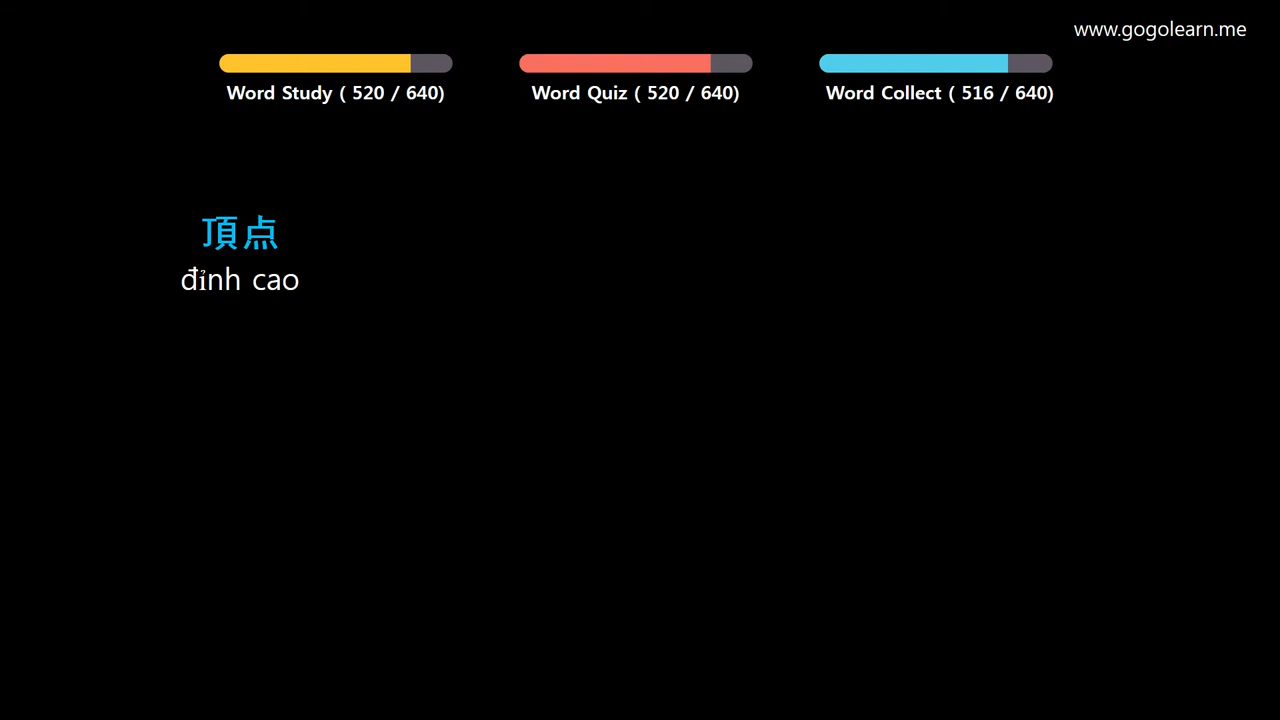 www.gogolearn.me
Word Study ( 520 / 640)
Word Quiz ( 520 / 640)
Word Collect ( 516 / 640)
頂点
đỉnh cao